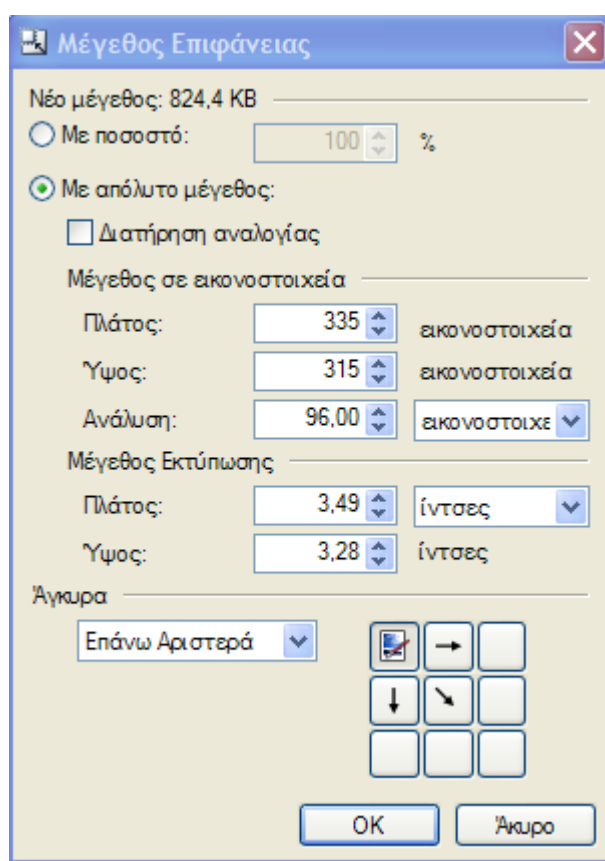 Μέγεθος Επιφάνειας
Νέο μέγεθος: 824,4 KB
Με ποσοστό: 100 %
Με απόλυτο μέγεθος:
Διατήρηση αναλογίας
Μέγεθος σε εικονοστοιχεία
Πλάτος: 335 εικονοστοιχεία
Ύψος: 315 εικονοστοιχεία
Ανάλυση: 96,00 εικονοστοιχε
Μέγεθος Εκτύπωσης
Πλάτος: 3,49 ίντσες
Ύψος: 3,28 ίντσες
Άγκυρα
Επάνω Αριστερά
OK Άκυρο